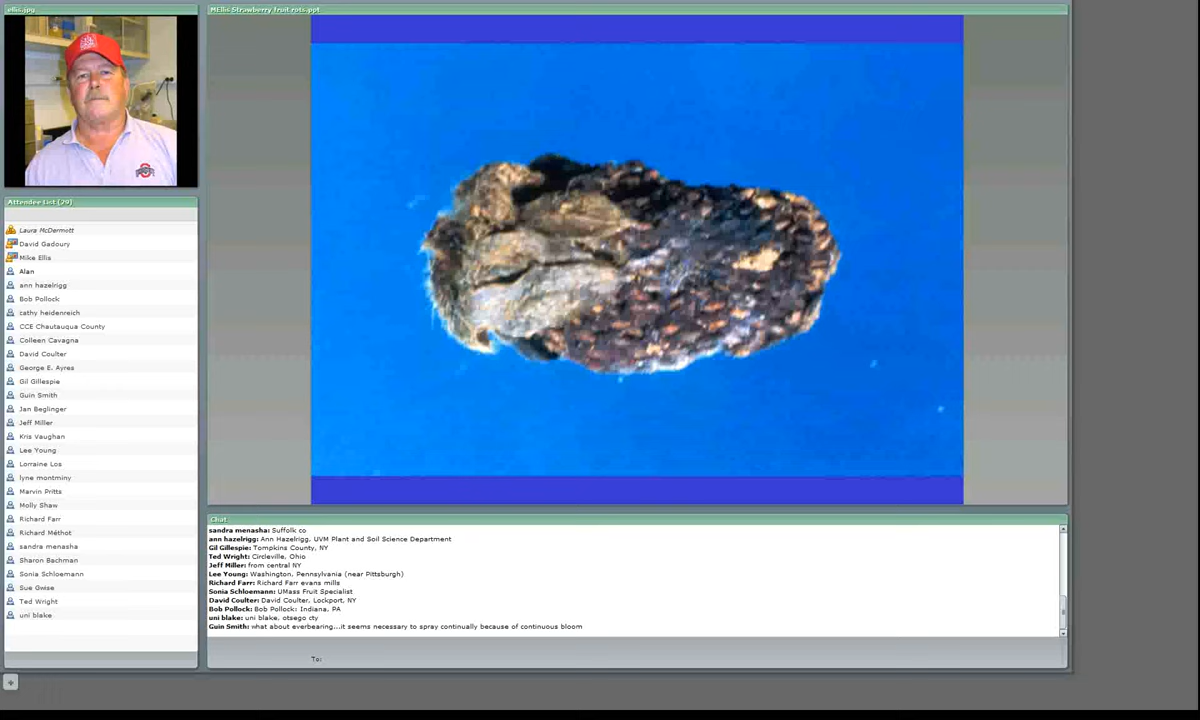 ellis.jpg
MEllis Strawberry fruit rots.ppt
Attendee List (29)
Laura McDermott
David Gadoury
Mike Ellis
Alan
ann hazelrigg
Bob Pollock
cathy heidenreich
CCE Chautauqua County
Colleen Cavagna
David Coulter
George E. Ayres
Gil Gillespie
Guin Smith
Jan Beglinger
Jeff Miller
Kris Vaughan
Lee Young
Lorraine Los
lyne montminy
Marvin Pritts
Molly Shaw
Richard Farr
Richard Méthot
sandra menasha
Sharon Bachman
Sonia Schloemann
Sue Gwise
Ted Wright
uni blake
Chat
sandra menasha: Suffolk co
ann hazelrigg: Ann Hazelrigg, UVM Plant and Soil Science Department
Gil Gillespie: Tompkins County, NY
Ted Wright: Circleville, Ohio
Jeff Miller: from central NY
Lee Young: Washington, Pennsylvania (near Pittsburgh)
Richard Farr: Richard Farr evans mills
Sonia Schloemann: UMass Fruit Specialist
David Coulter: David Coulter, Lockport, NY
Bob Pollock: Bob Pollock: Indiana, PA
uni blake: uni blake, otsego cty
Guin Smith: what about everbearing...it seems necessary to spray continually because of continuous bloom
To: